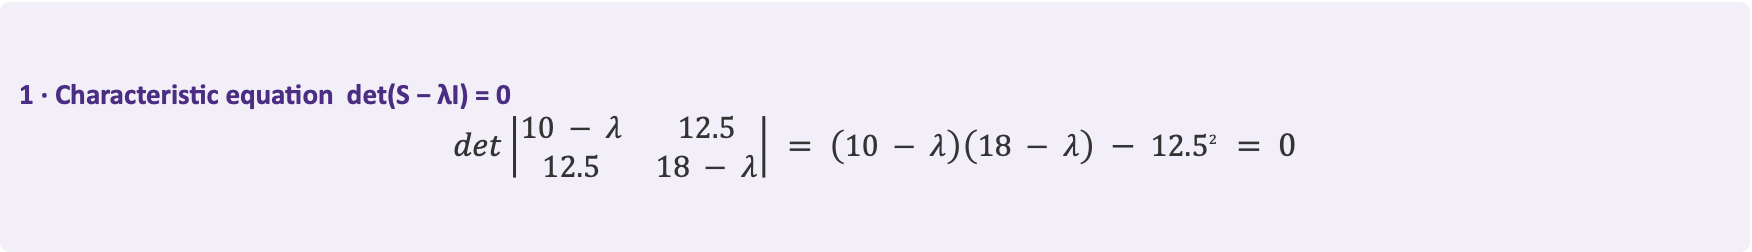 1 · Characteristic equation  det(S − λI) = 0
det |10 − λ  12.5| = (10 − λ)(18 − λ) − 12.5² = 0
|12.5  18 − λ|